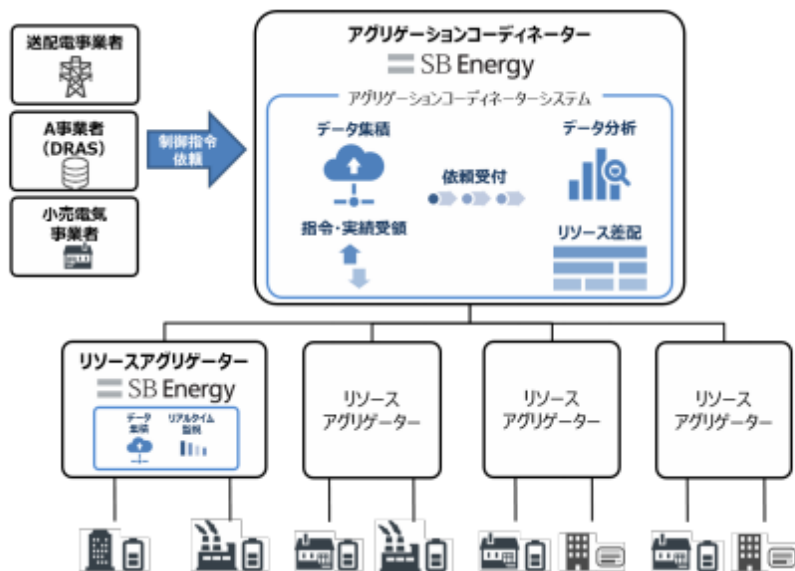 送配電事業者
A事業者
(DRAS)
小売電気
事業者
制御指令
依頼
アグリゲーションコーディネーター
SB Energy
アグリゲーションコーディネーターシステム
データ集積
データ分析
依頼受付
指令・実績受領
リソース差配
リソースアグリゲーター
SB Energy
データ
集積
リアルタイム
監視
リソース
アグリゲーター
リソース
アグリゲーター
リソース
アグリゲーター